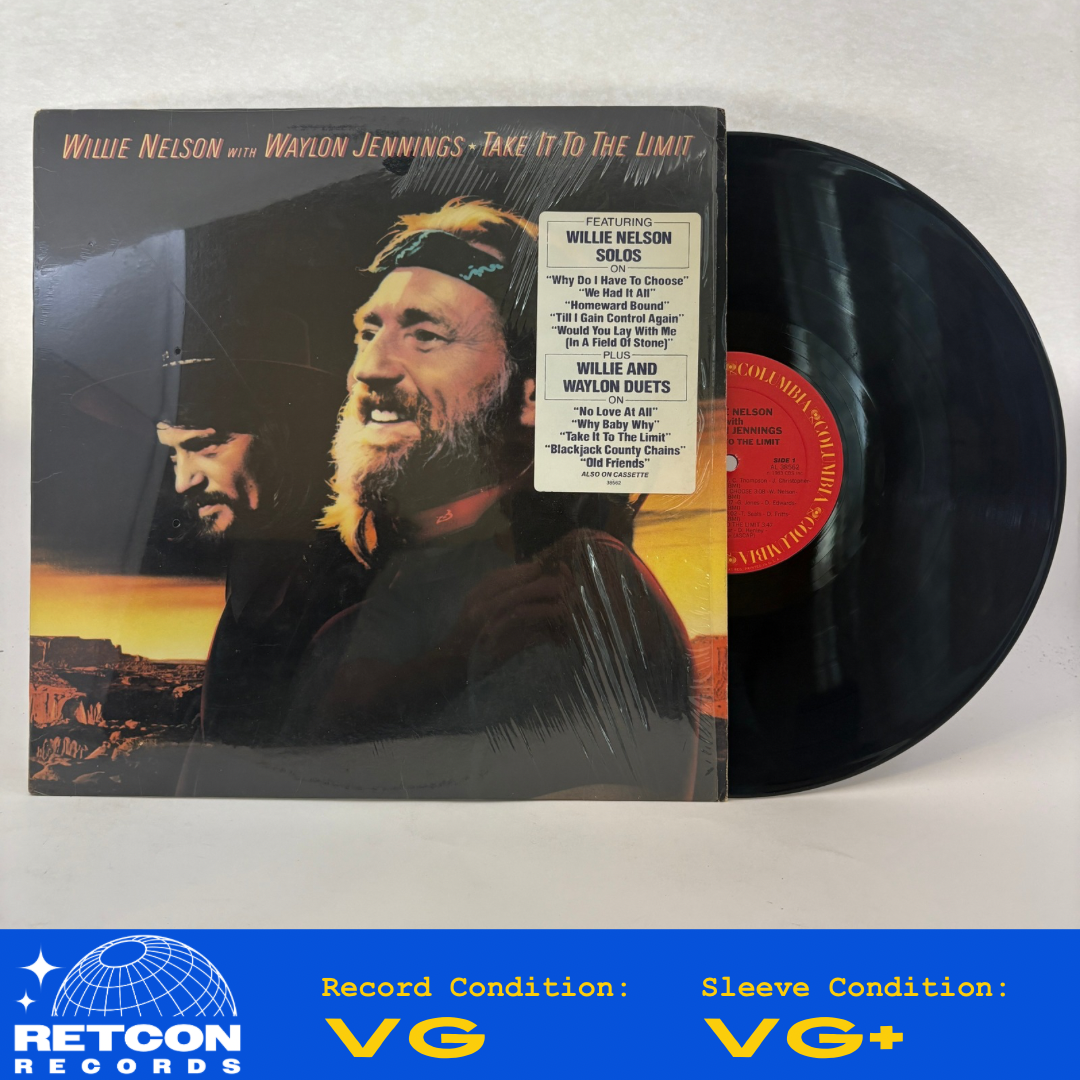 WILLIE NELSON WITH WAYLON JENNINGS ★ TAKE IT TO THE LIMIT
FEATURING
WILLIE NELSON
SOLOS
ON
"Why Do I Have To Choose"
"We Had It All"
"Homeward Bound"
"Till I Gain Control Again"
"Would You Lay With Me
(In A Field Of Stone)"
PLUS
WILLIE AND
WAYLON DUETS
ON
"No Love At All"
"Why Baby Why"
"Take It To The Limit"
"Blackjack County Chains"
"Old Friends"
ALSO ON CASSETTE
38562
COLUMBIA COLUMBIA COLUMBIA
NELSON
with
JENNINGS
TO THE LIMIT
SIDE 1
RETCON
RECORDS
Record Condition:
VG
Sleeve Condition:
VG+